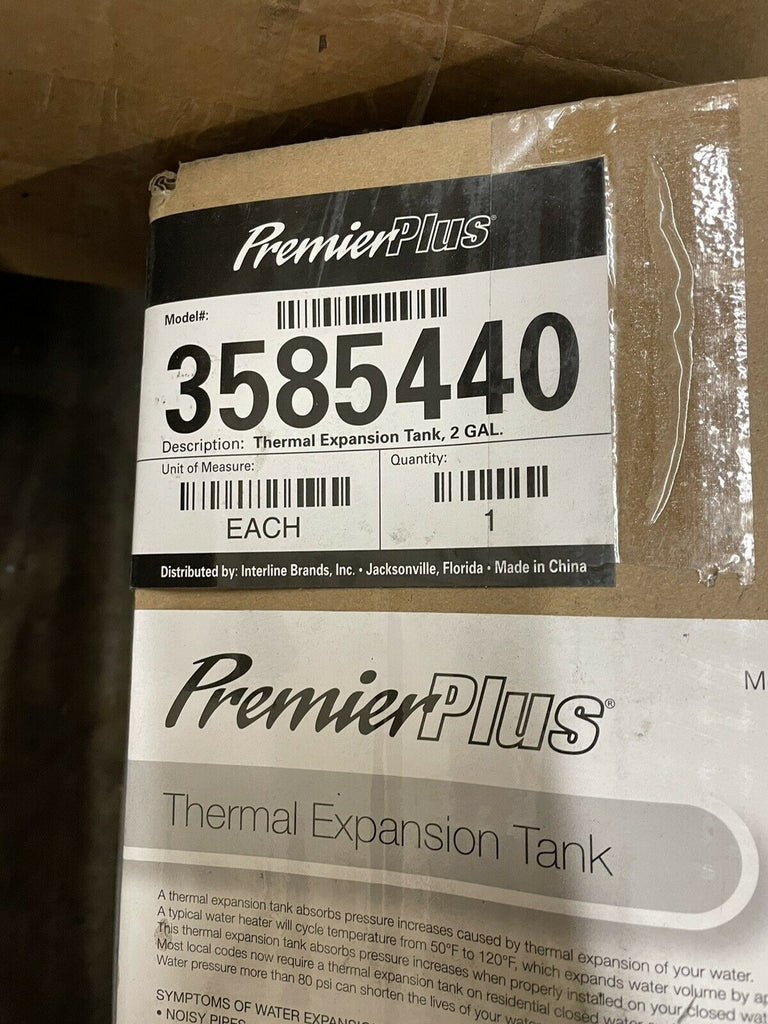 PremierPlus®
Model#:
3585440
Description: Thermal Expansion Tank, 2 GAL.
Unit of Measure:
EACH
Quantity:
1
Distributed by: Interline Brands, Inc. • Jacksonville, Florida • Made in China
PremierPlus®
M
Thermal Expansion Tank
A thermal expansion tank absorbs pressure increases caused by thermal expansion of your water.
A typical water heater will cycle temperature from 50°F to 120°F, which expands water volume by ap
This thermal expansion tank absorbs pressure increases when properly installed on your closed wat
Most local codes now require a thermal expansion tank on residential closed water
Water pressure more than 80 psi can shorten the lives of your
SYMPTOMS OF WATER EXPANSI
• NOISY PIPES